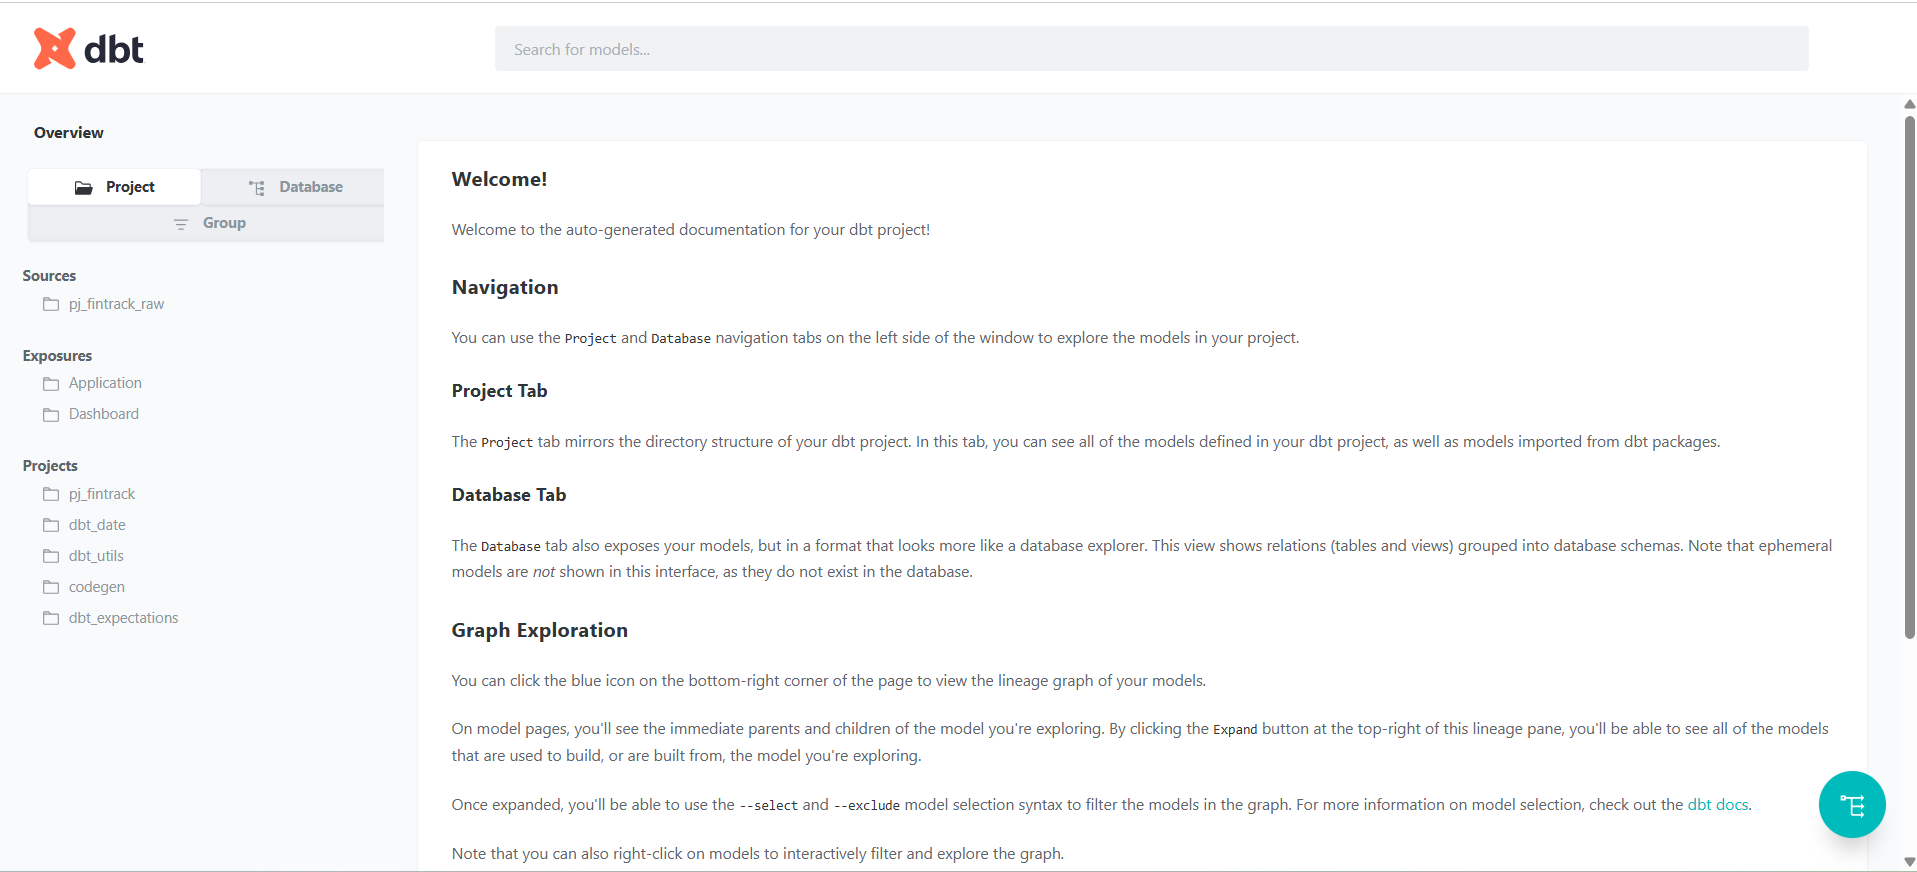 dbt
Search for models...
Overview
Project
Database
Group
Sources
pj_fintrack_raw
Exposures
Application
Dashboard
Projects
pj_fintrack
dbt_date
dbt_utils
codegen
dbt_expectations
Welcome!
Welcome to the auto-generated documentation for your dbt project!
Navigation
You can use the Project and Database navigation tabs on the left side of the window to explore the models in your project.
Project Tab
The Project tab mirrors the directory structure of your dbt project. In this tab, you can see all of the models defined in your dbt project, as well as models imported from dbt packages.
Database Tab
The Database tab also exposes your models, but in a format that looks more like a database explorer. This view shows relations (tables and views) grouped into database schemas. Note that ephemeral
models are not shown in this interface, as they do not exist in the database.
Graph Exploration
You can click the blue icon on the bottom-right corner of the page to view the lineage graph of your models.
On model pages, you'll see the immediate parents and children of the model you're exploring. By clicking the Expand button at the top-right of this lineage pane, you'll be able to see all of the models
that are used to build, or are built from, the model you're exploring.
Once expanded, you'll be able to use the --select and --exclude model selection syntax to filter the models in the graph. For more information on model selection, check out the dbt docs.
Note that you can also right-click on models to interactively filter and explore the graph.